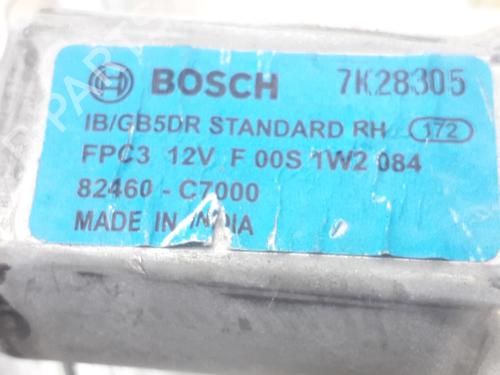 BOSCH 7K28305
IB/GB5DR STANDARD RH 172
FPC3 12V F 00S 1W2 084
82460 - C7000
MADE IN INDIA